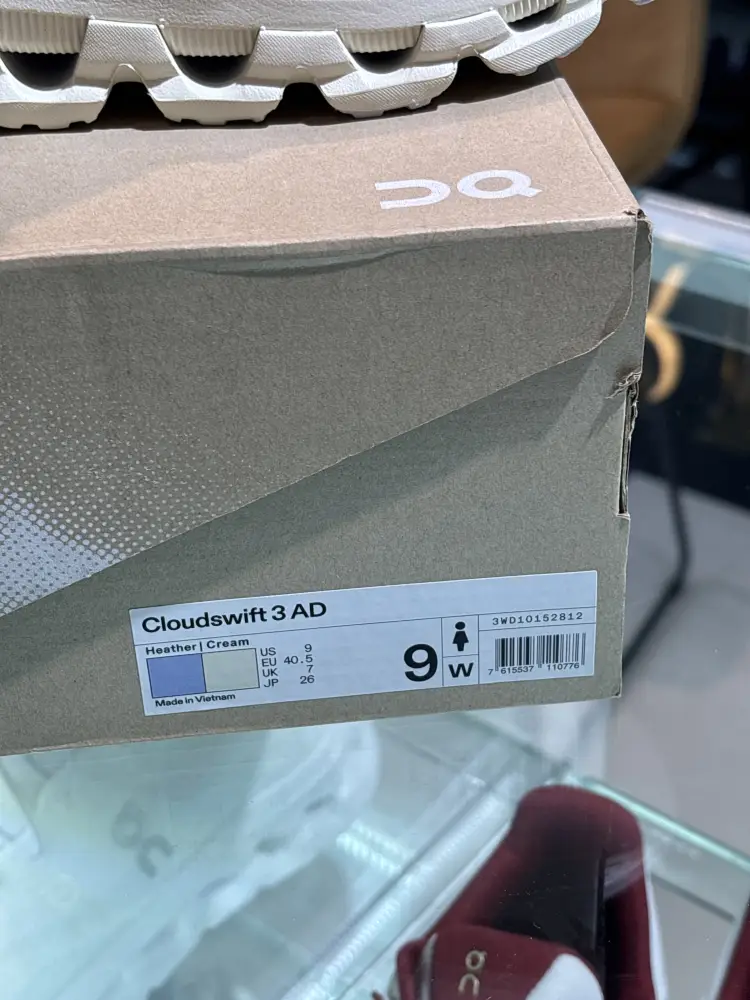 Cloudswift 3 AD
Heather | Cream
US 9
EU 40.5
UK 7
JP 26
Made in Vietnam
9
W
3WD10152812
7 615537 110776